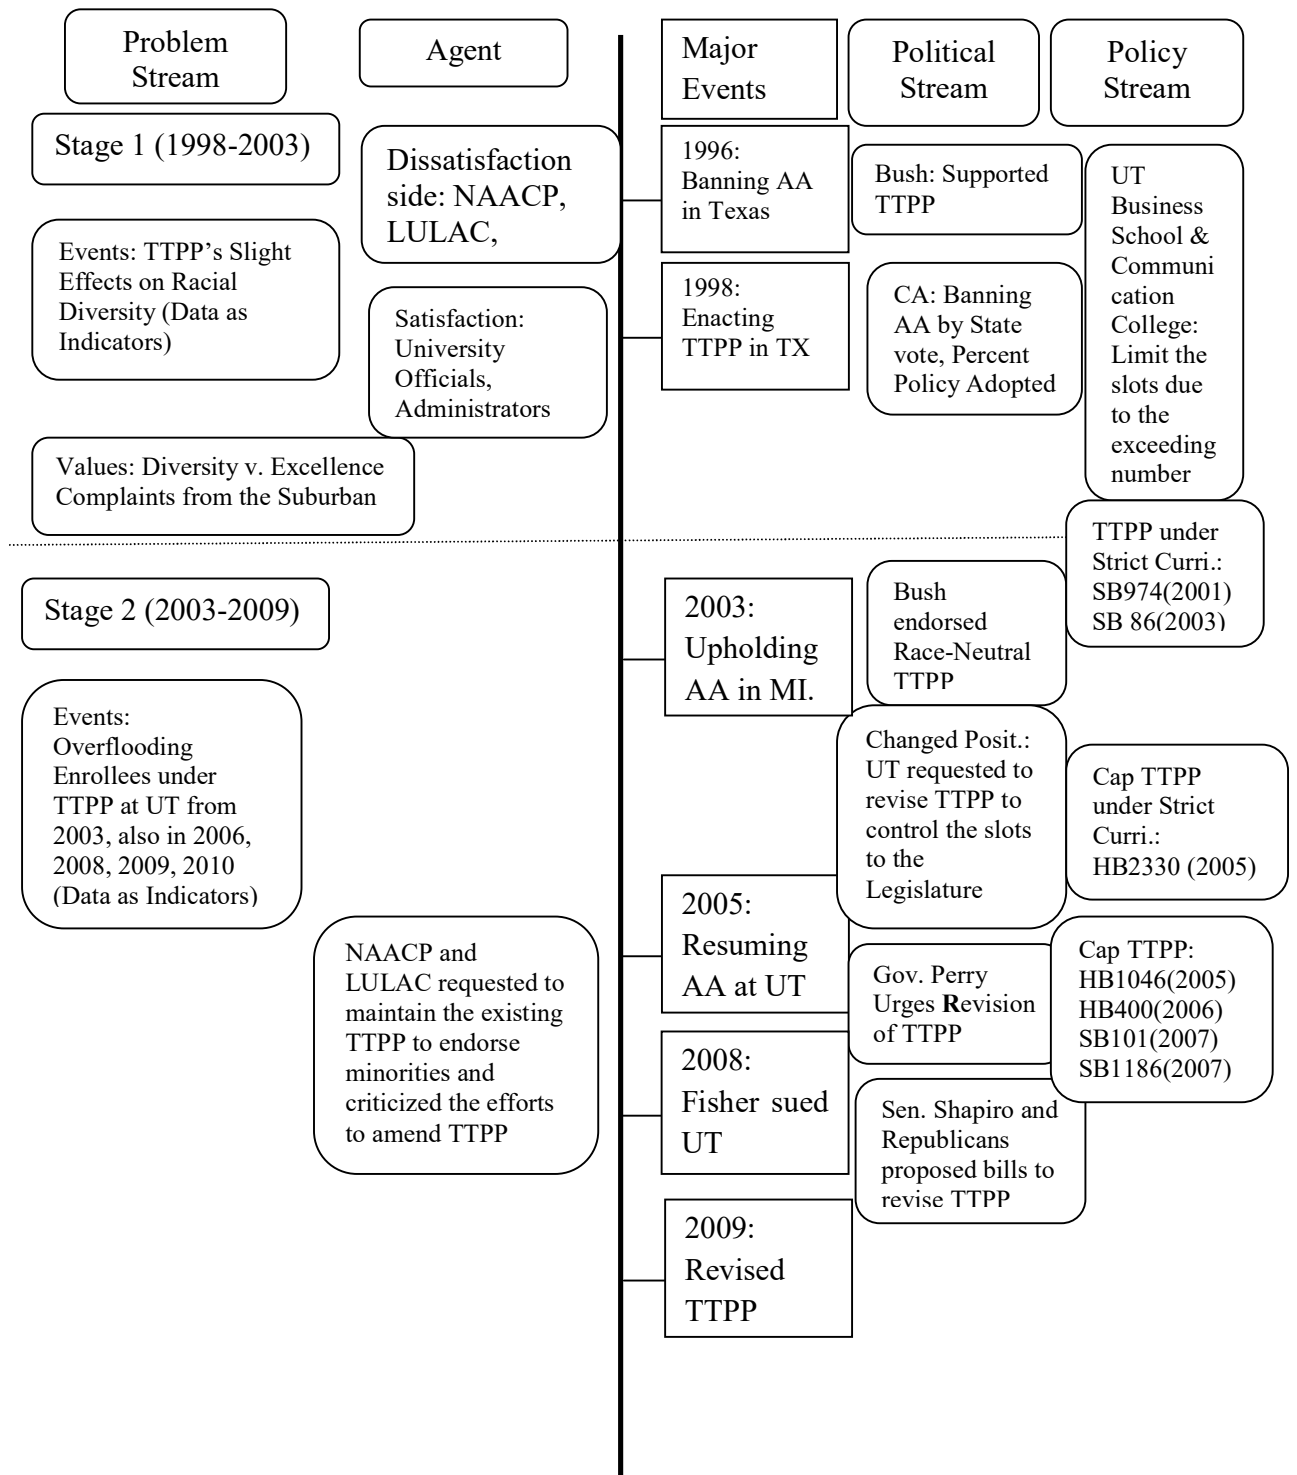 Problem
Stream
Agent
Major
Events
Political
Stream
Policy
Stream
Stage 1 (1998-2003)
Events: TTPP’s Slight
Effects on Racial
Diversity (Data as
Indicators)
Values: Diversity v. Excellence
Complaints from the Suburban
Dissatisfaction
side: NAACP,
LULAC,
Satisfaction:
University
Officials,
Administrators
1996:
Banning AA
in Texas
1998:
Enacting
TTPP in TX
Bush: Supported
TTPP
CA: Banning
AA by State
vote, Percent
Policy Adopted
UT
Business
School &
Communi
cation
College:
Limit the
slots due
to the
exceeding
number
TTPP under
Strict Curri.:
SB974(2001)
SB 86(2003)
Stage 2 (2003-2009)
Events:
Overflooding
Enrollees under
TTPP at UT from
2003, also in 2006,
2008, 2009, 2010
(Data as Indicators)
NAACP and
LULAC requested to
maintain the existing
TTPP to endorse
minorities and
criticized the efforts
to amend TTPP
2003:
Upholding
AA in MI.
2005:
Resuming
AA at UT
2008:
Fisher sued
UT
2009:
Revised
TTPP
Bush
endorsed
Race-Neutral
TTPP
Changed Posit.:
UT requested to
revise TTPP to
control the slots
to the
Legislature
Gov. Perry
Urges Revision
of TTPP
Sen. Shapiro and
Republicans
proposed bills to
revise TTPP
Cap TTPP
under Strict
Curri.:
HB2330 (2005)
Cap TTPP:
HB1046(2005)
HB400(2006)
SB101(2007)
SB1186(2007)